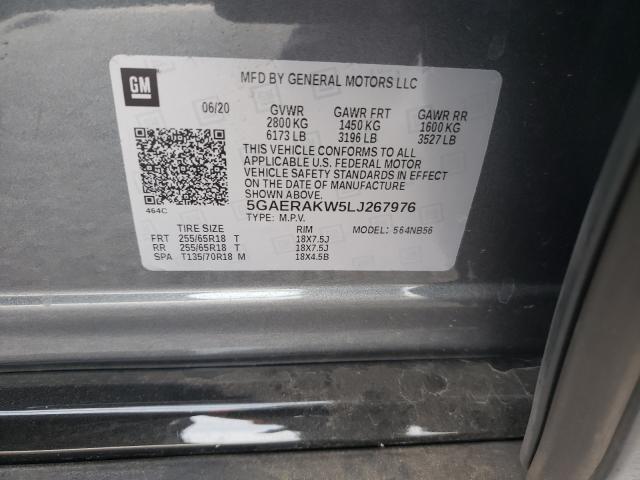 GM
MFD BY GENERAL MOTORS LLC
06/20 GVWR GAWR FRT GAWR RR
2800 KG 1450 KG 1600 KG
6173 LB 3196 LB 3527 LB
THIS VEHICLE CONFORMS TO ALL
APPLICABLE U.S. FEDERAL MOTOR
VEHICLE SAFETY STANDARDS IN EFFECT
ON THE DATE OF MANUFACTURE
SHOWN ABOVE.
464C
5GAERAKW5LJ267976
TYPE: M.P.V. MODEL: 564NB56
TIRE SIZE RIM
FRT 255/65R18 T 18X7.5J
RR 255/65R18 T 18X7.5J
SPA T135/70R18 M 18X4.5B